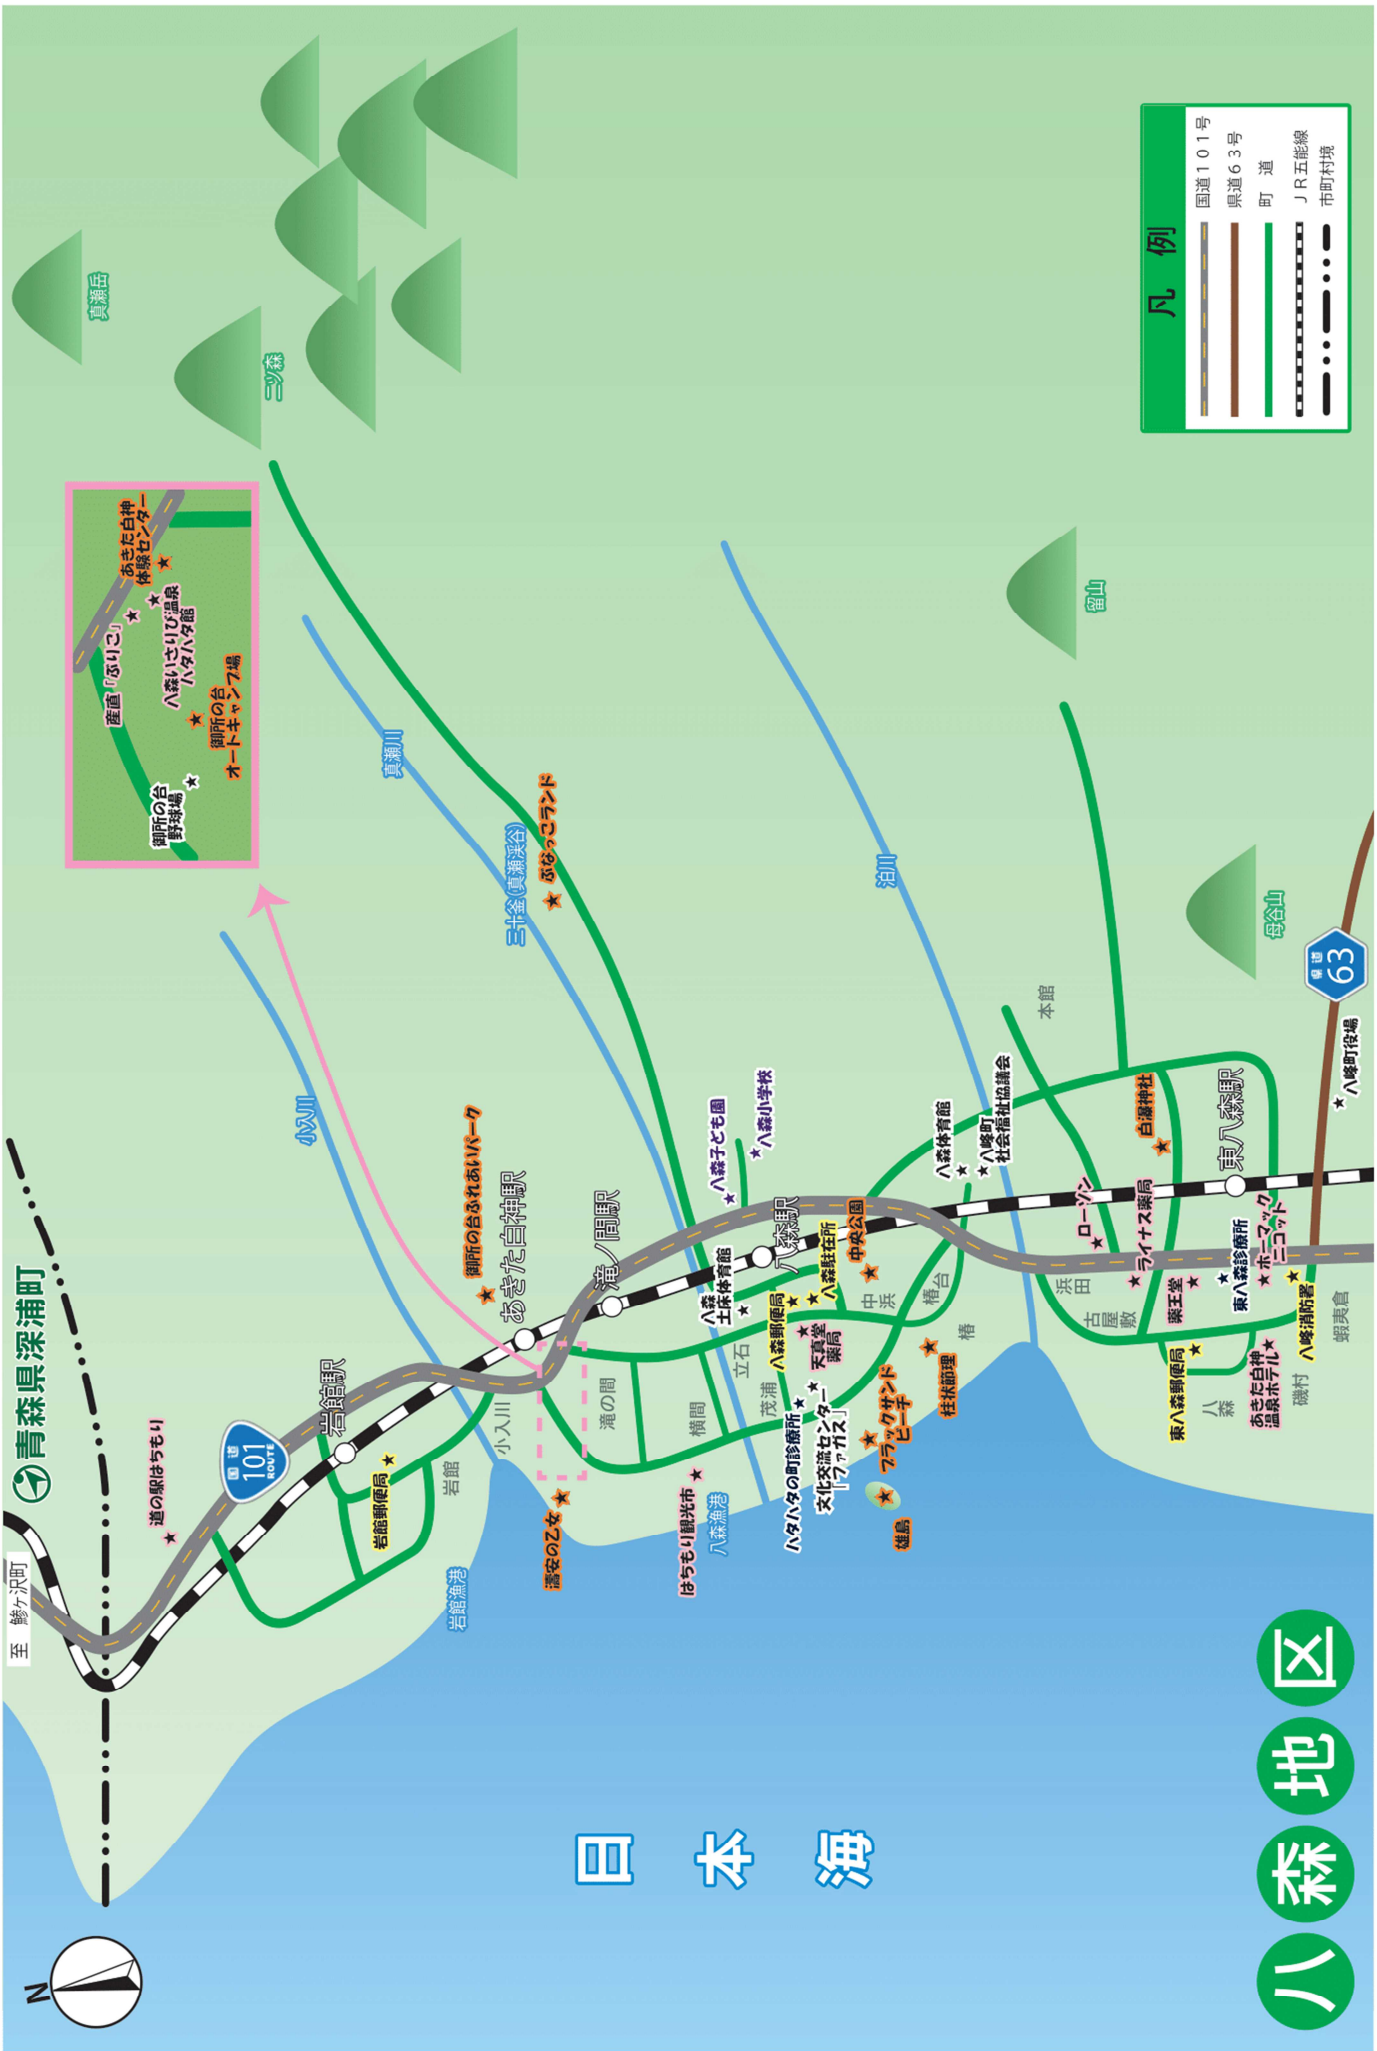 八森地区
N
青森県深浦町
至 鰺ヶ沢町
日本海
凡例
国道101号
県道63号
町道
JR五能線
市町村境
真瀬岳
二ツ森
留山
母谷山
あきた白神
体験センター
産直「ぶりこ」
八森いさりび温泉
ハタハタ館
御所の台
オートキャンプ場
御所の台
野球場
小入川
真瀬川
三十釜(真瀬渓谷)
ぶなっこランド
泊川
道の駅はちもり
国道
101
ROUTE
岩館駅
岩館郵便局
岩館
岩館漁港
小入川
御所の台ふれあいパーク
あきた白神駅
滝ノ間駅
滝の間
澪安の乙女
横間
はちもり観光市
八森漁港
八森子ども園
八森小学校
八森
土床体育館
八森駅
立石
茂浦
八森郵便局
八森駐在所
天真堂
薬局
中央公園
中浜
ハタハタの町診療所
文化交流センター
「ファガス」
ブラックサンド
ビーチ
雄島
柱状節理
椿台
椿
八森体育館
八峰町
社会福祉協議会
本館
白瀑神社
ローソン
ライナス薬局
薬王堂
浜田
古屋敷
東八森駅
東八森診療所
ホーマック
ニコット
八峰消防署
東八森郵便局
八森
あきた白神
温泉ホテル
磯村
蝦夷倉
県道
63
八峰町役場